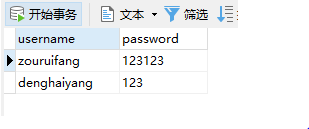 开始事务 文本 筛选
username password
zouruifang 123123
denghaiyang 123